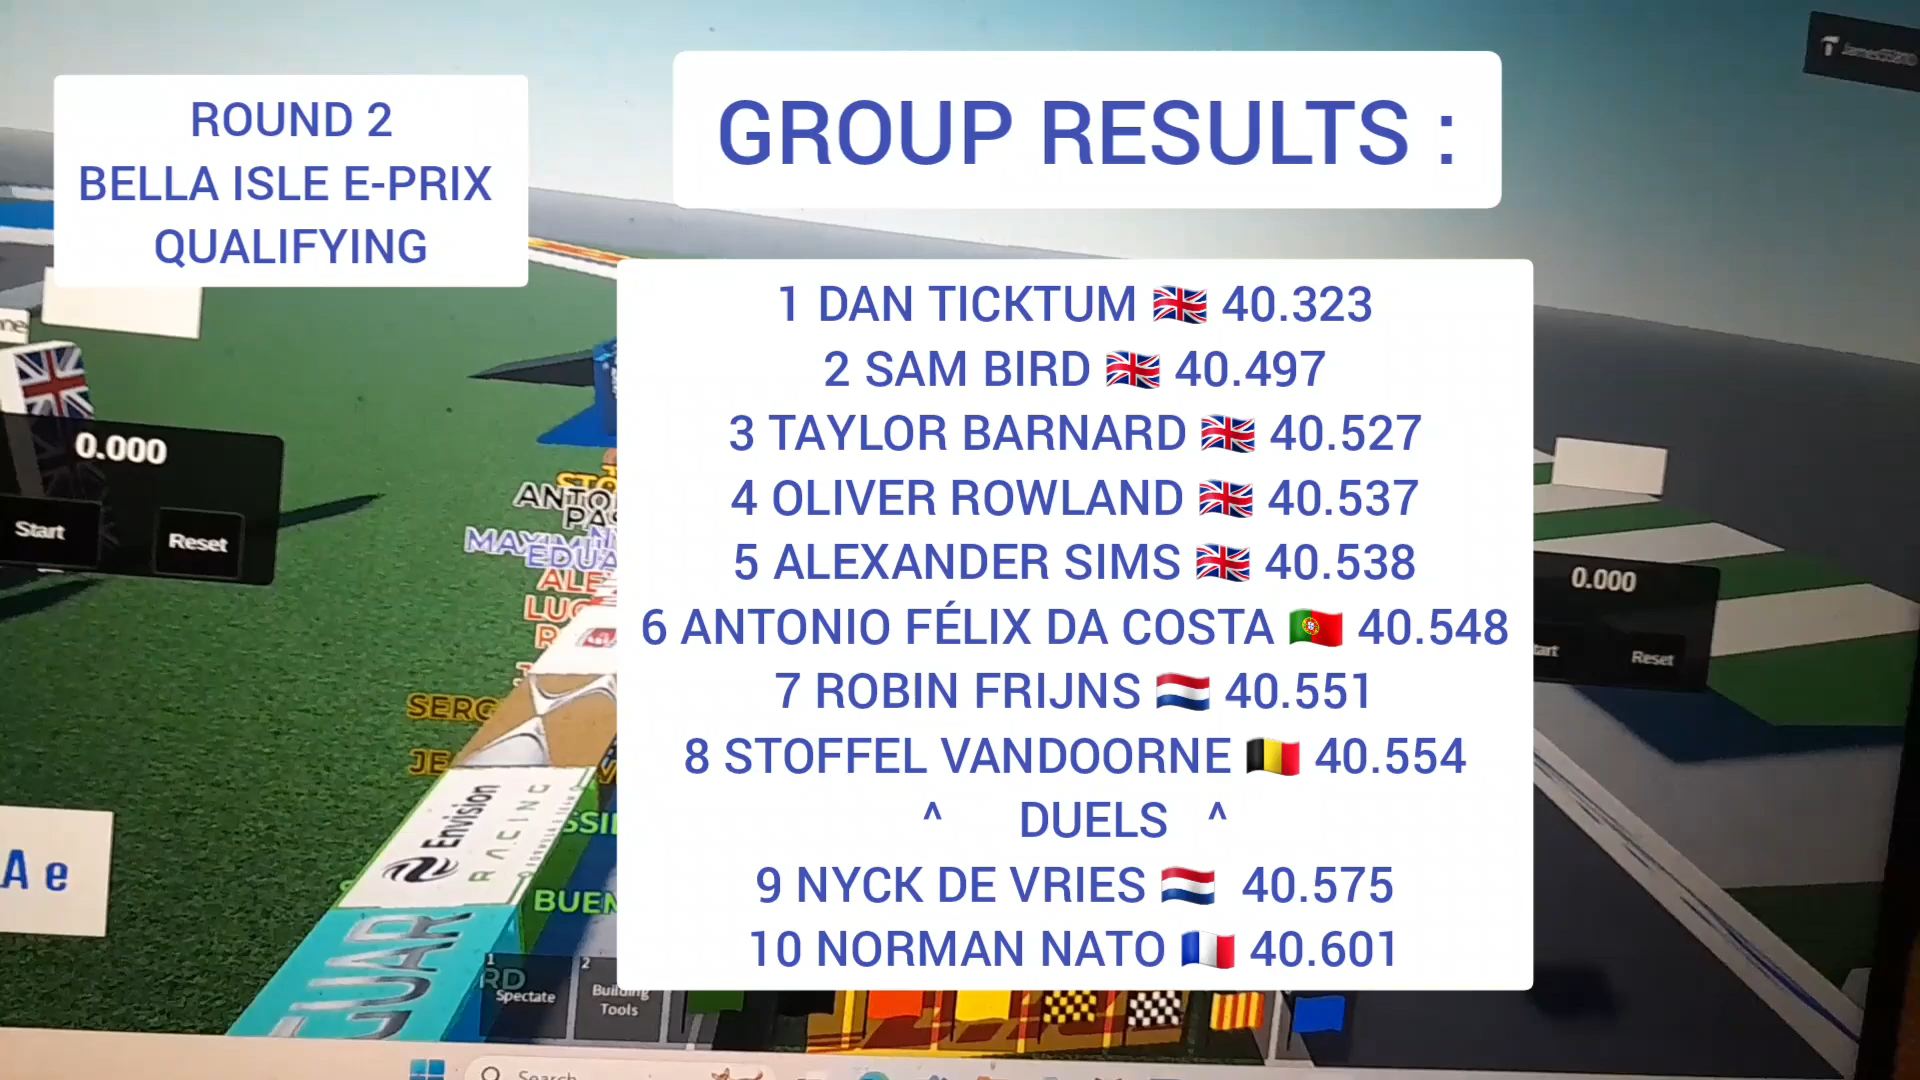 ROUND 2
BELLA ISLE E-PRIX
QUALIFYING
GROUP RESULTS :
1 DAN TICKTUM 🇬🇧 40.323
2 SAM BIRD 🇬🇧 40.497
3 TAYLOR BARNARD 🇬🇧 40.527
4 OLIVER ROWLAND 🇬🇧 40.537
5 ALEXANDER SIMS 🇬🇧 40.538
6 ANTONIO FÉLIX DA COSTA 🇵🇹 40.548
7 ROBIN FRIJNS 🇳🇱 40.551
8 STOFFEL VANDOORNE 🇧🇪 40.554
^ DUELS ^
9 NYCK DE VRIES 🇳🇱 40.575
10 NORMAN NATO 🇫🇷 40.601
0.000
Start
Reset
0.000
Reset
Envision
RACING
1
Spectate
2
Building
Tools
Search